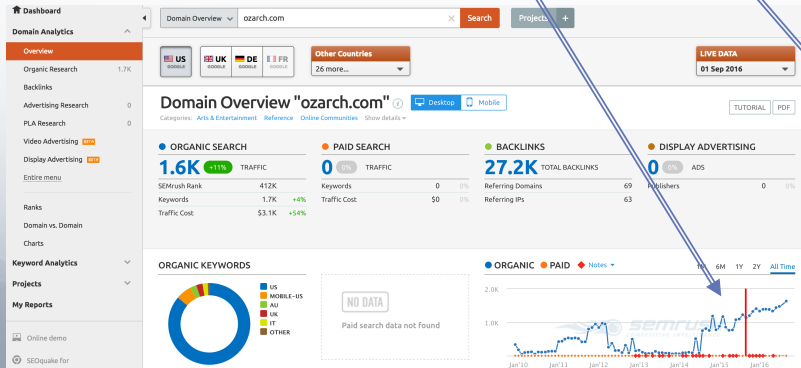 Dashboard
Domain Analytics
Overview
Organic Research 1.7K
Backlinks
Advertising Research 0
PLA Research 0
Video Advertising BETA
Display Advertising BETA
Entire menu
Ranks
Domain vs. Domain
Charts
Keyword Analytics
Projects
My Reports
Online demo
SEOquake for
Domain Overview ozarch.com × Search Projects +
US GOOGLE
UK GOOGLE
DE GOOGLE
FR GOOGLE
Other Countries
26 more...
LIVE DATA
01 Sep 2016
Domain Overview "ozarch.com" i Desktop Mobile
TUTORIAL PDF
Categories: Arts & Entertainment Reference Online Communities Show details
ORGANIC SEARCH
1.6K +11% TRAFFIC
SEMrush Rank 412K
Keywords 1.7K +4%
Traffic Cost $3.1K +54%
PAID SEARCH
0 0% TRAFFIC
Keywords 0 0%
Traffic Cost $0 0%
BACKLINKS
27.2K TOTAL BACKLINKS
Referring Domains 69
Referring IPs 63
DISPLAY ADVERTISING
0 0% ADS
Publishers 0 0%
ORGANIC KEYWORDS
US
MOBILE-US
AU
UK
IT
OTHER
NO DATA
Paid search data not found
ORGANIC PAID Notes 6M 1Y 2Y All Time
2.0K
1.0K
semrus
Jan'10 Jan'11 Jan'12 Jan'13 Jan'14 Jan'15 Jan'16